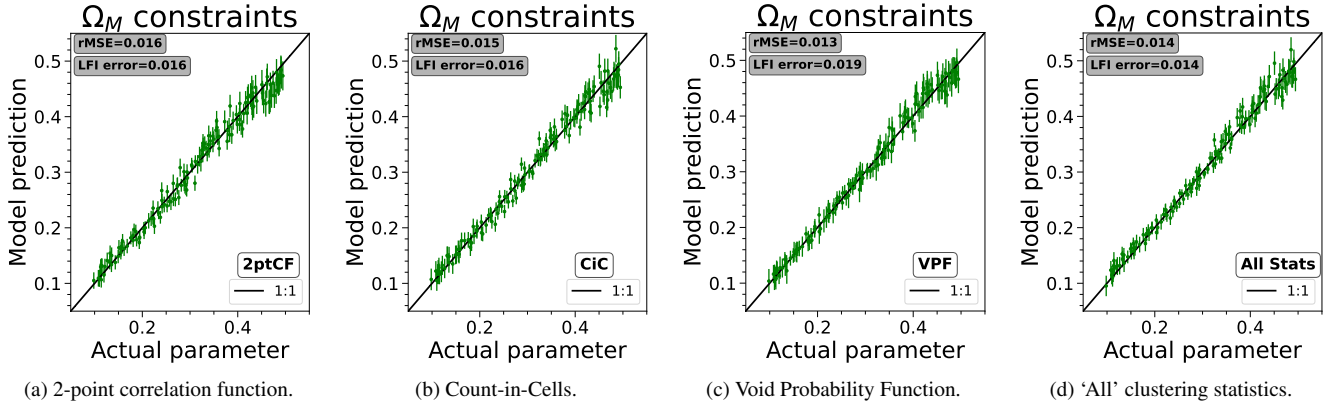 Ω_M constraints
rMSE=0.016
LFI error=0.016
0.5
0.4
0.3
0.2
0.1
Model prediction
2ptCF
1:1
0.2 0.4
Actual parameter
(a) 2-point correlation function.
Ω_M constraints
rMSE=0.015
LFI error=0.016
0.5
0.4
0.3
0.2
0.1
Model prediction
CiC
1:1
0.2 0.4
Actual parameter
(b) Count-in-Cells.
Ω_M constraints
rMSE=0.013
LFI error=0.019
0.5
0.4
0.3
0.2
0.1
Model prediction
VPF
1:1
0.2 0.4
Actual parameter
(c) Void Probability Function.
Ω_M constraints
rMSE=0.014
LFI error=0.014
0.5
0.4
0.3
0.2
0.1
Model prediction
All Stats
1:1
0.2 0.4
Actual parameter
(d) ‘All’ clustering statistics.